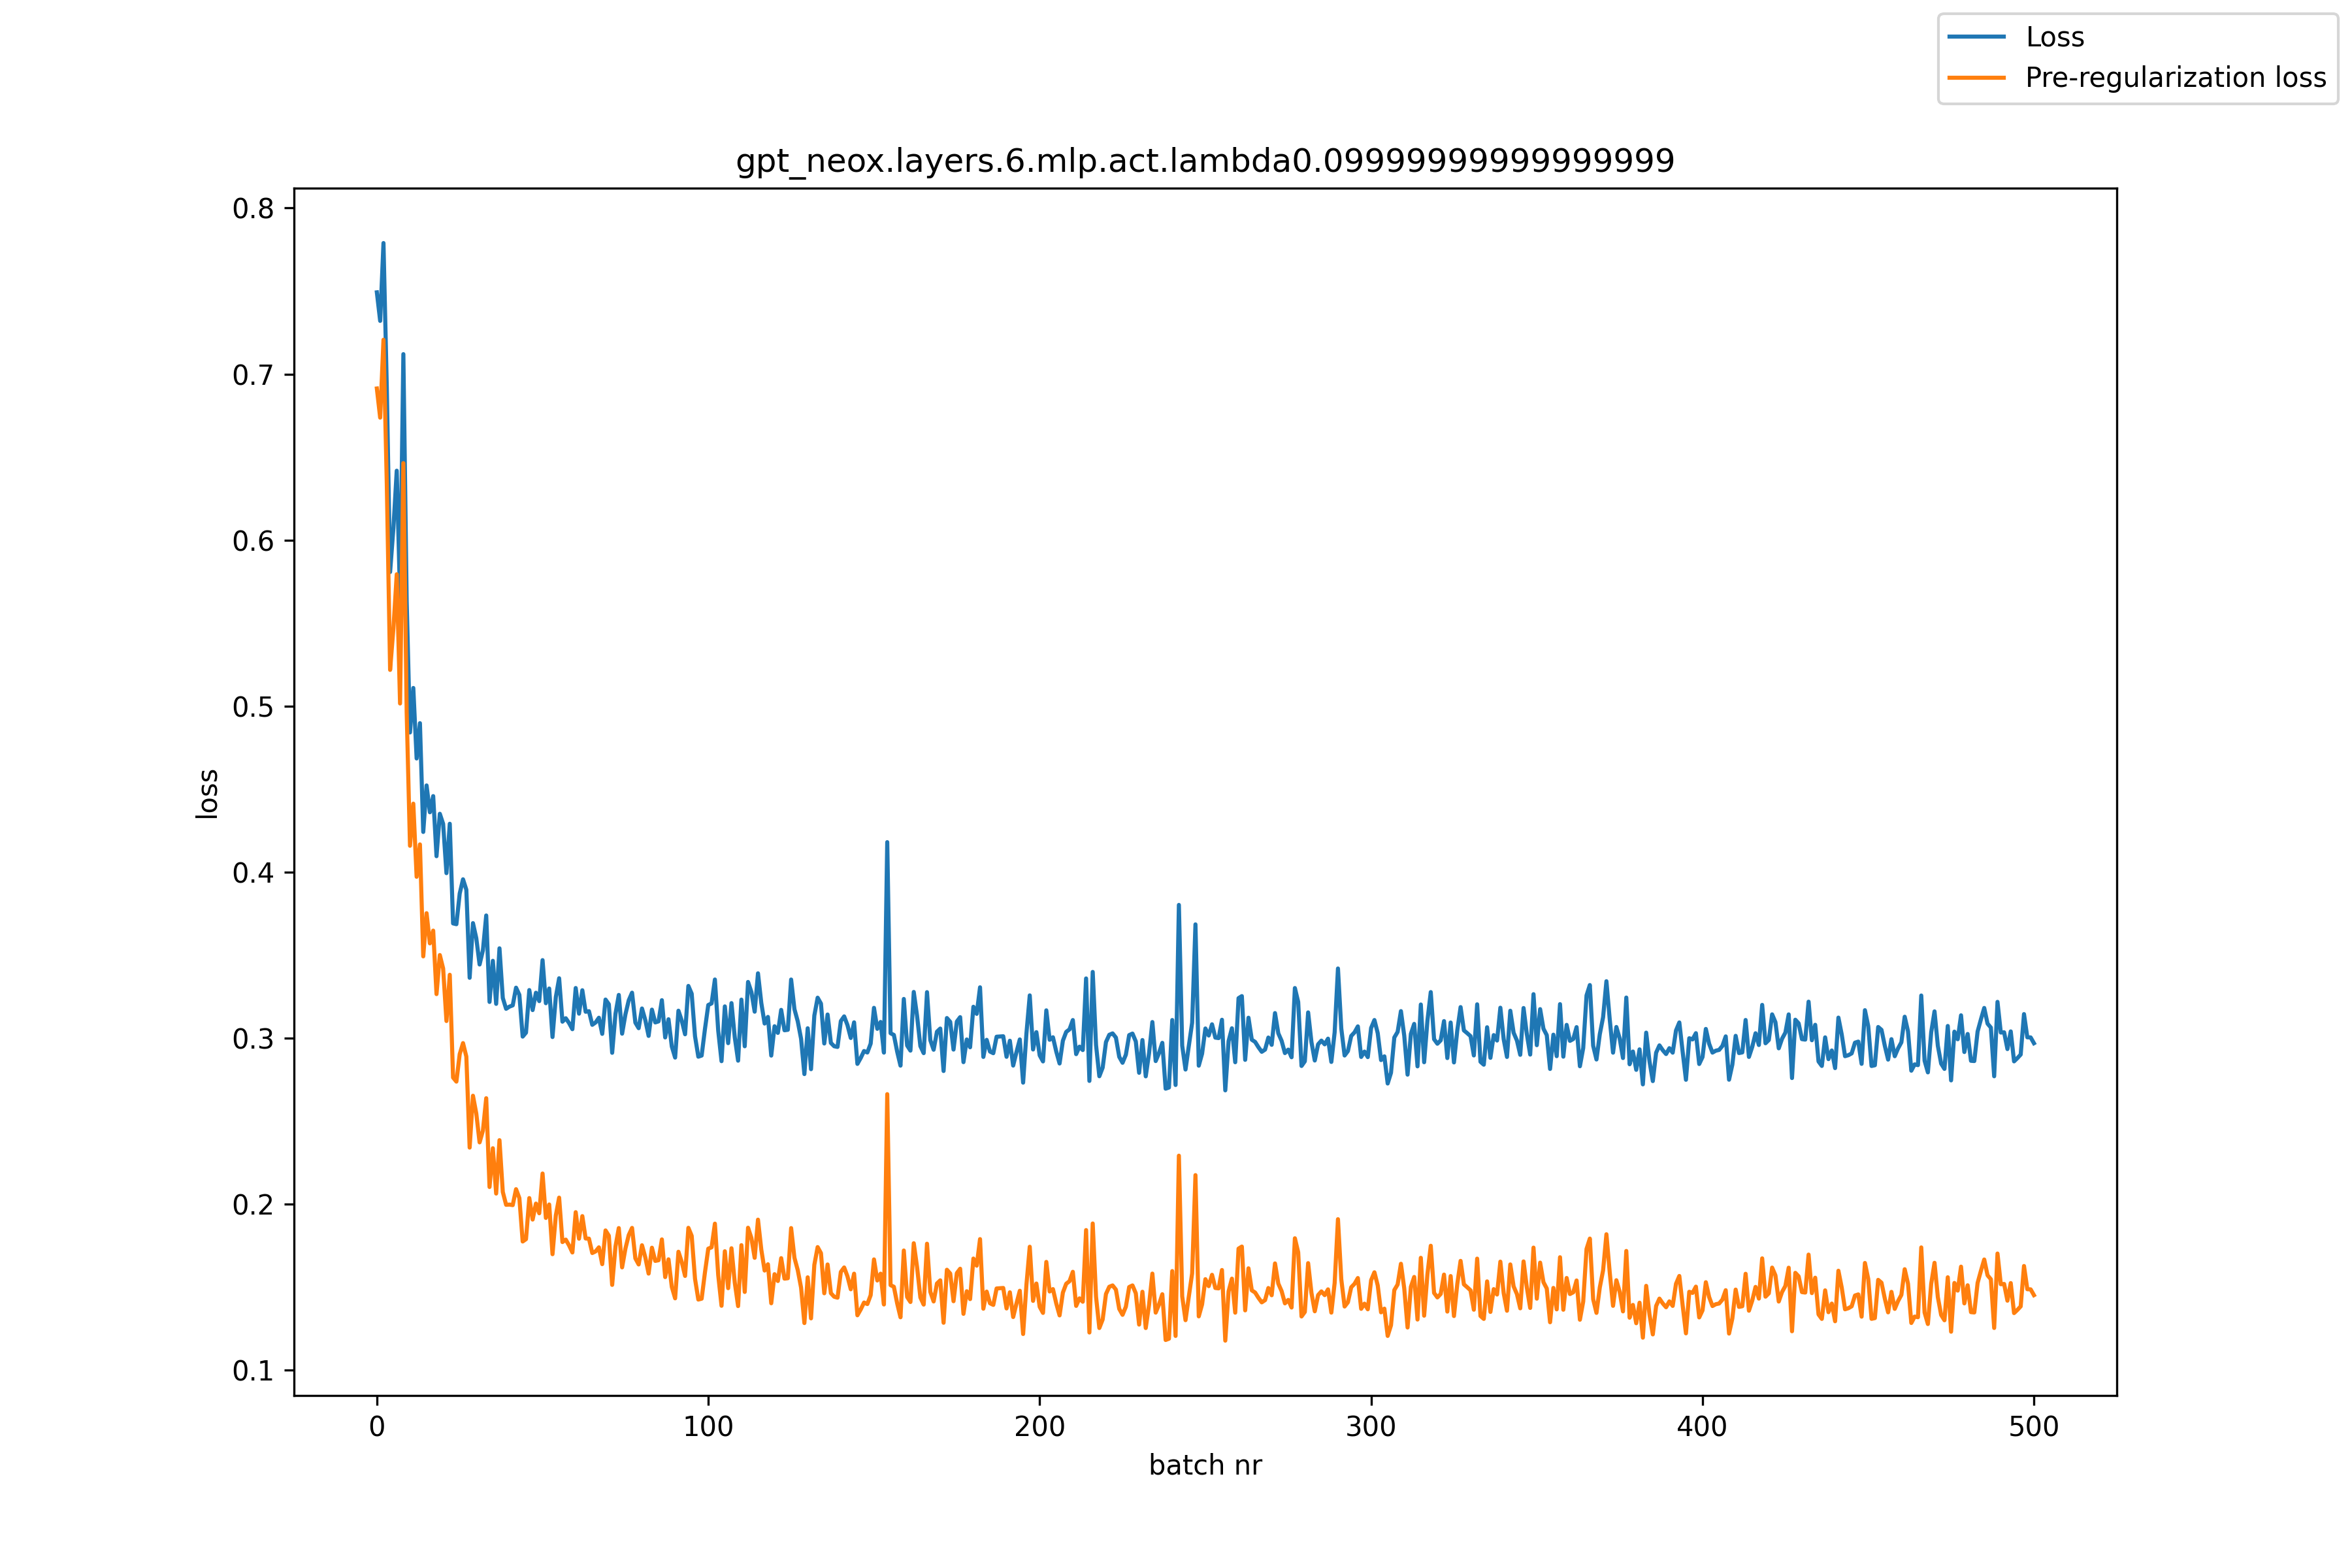 Loss
Pre-regularization loss
gpt_neox.layers.6.mlp.act.lambda0.09999999999999999
0.8
0.7
0.6
0.5
0.4
0.3
0.2
0.1
loss
0
100
200
300
400
500
batch nr